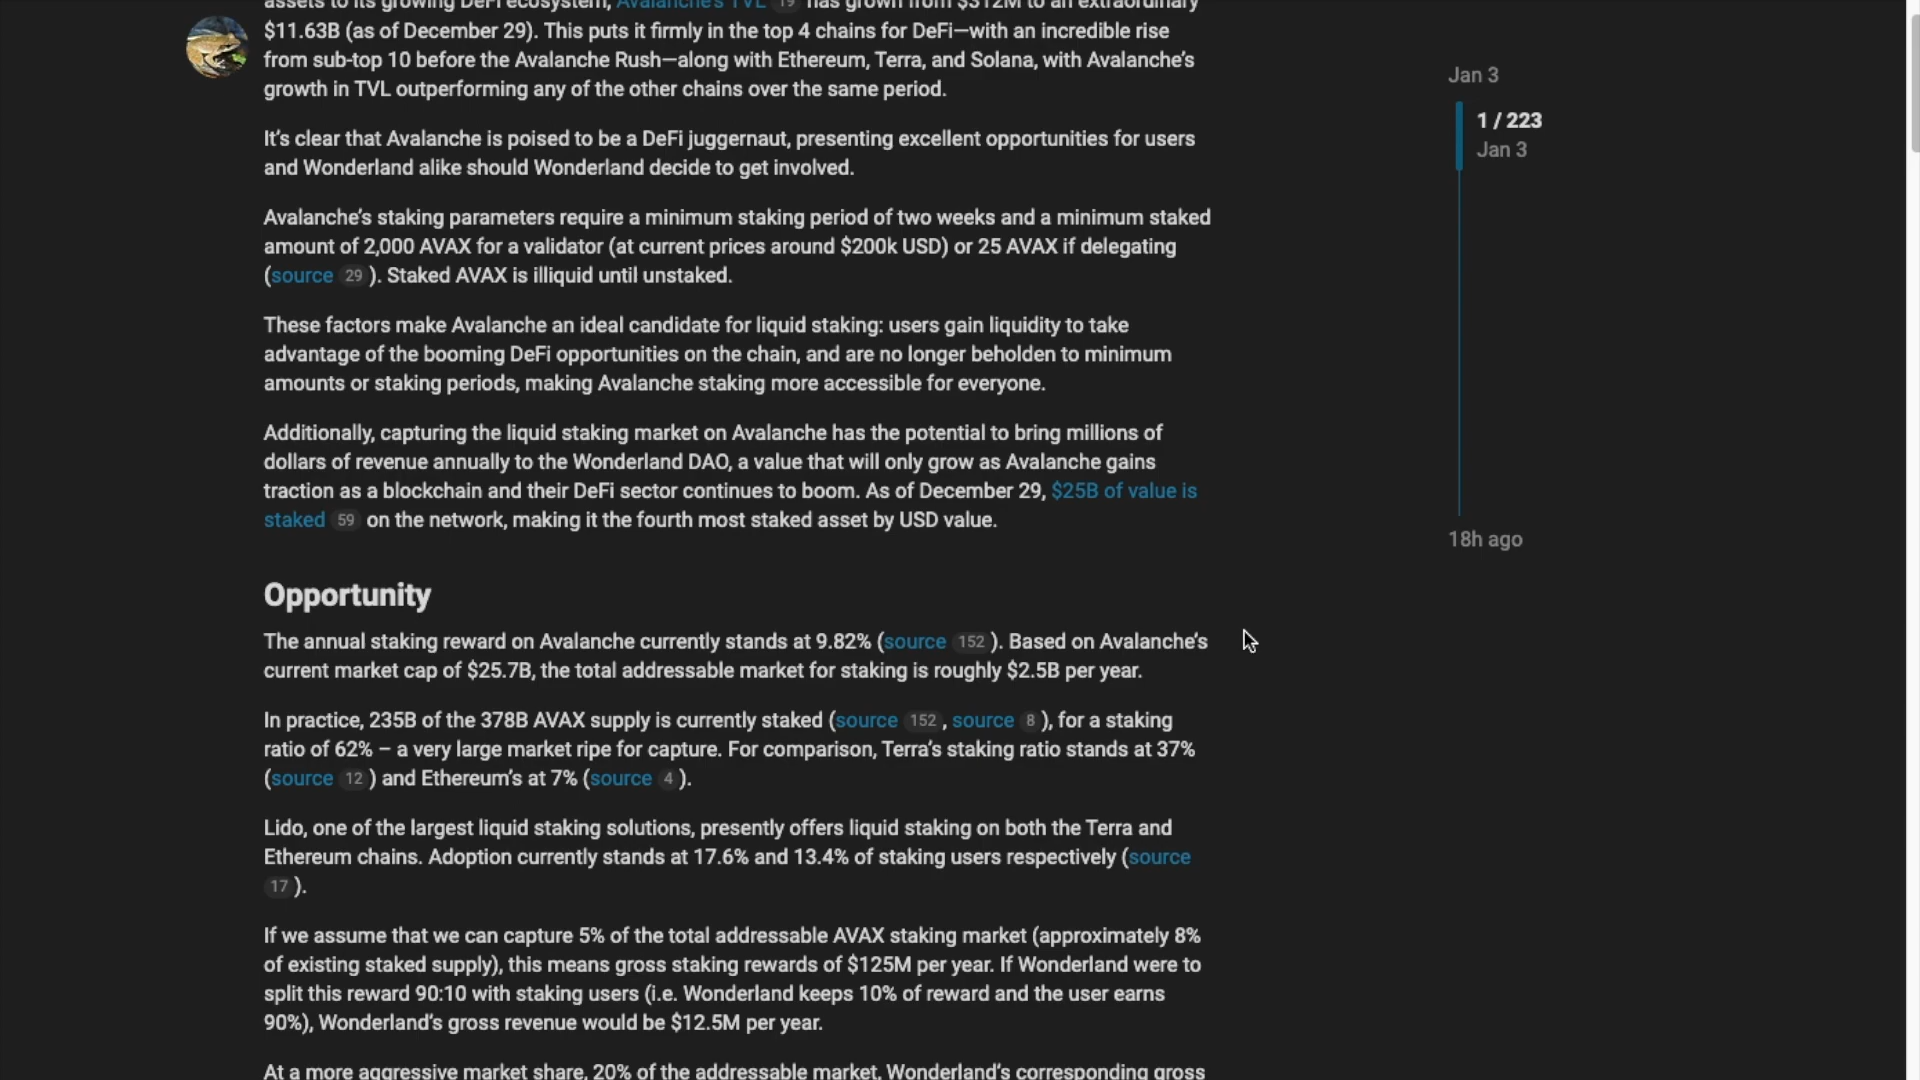 assets to its growing DeFi ecosystem, Avalanche's TVL 19 has grown from $312M to an extraordinary
$11.63B (as of December 29). This puts it firmly in the top 4 chains for DeFi—with an incredible rise
from sub-top 10 before the Avalanche Rush—along with Ethereum, Terra, and Solana, with Avalanche's
growth in TVL outperforming any of the other chains over the same period.
It's clear that Avalanche is poised to be a DeFi juggernaut, presenting excellent opportunities for users
and Wonderland alike should Wonderland decide to get involved.
Avalanche's staking parameters require a minimum staking period of two weeks and a minimum staked
amount of 2,000 AVAX for a validator (at current prices around $200k USD) or 25 AVAX if delegating
(source 29 ). Staked AVAX is illiquid until unstaked.
These factors make Avalanche an ideal candidate for liquid staking: users gain liquidity to take
advantage of the booming DeFi opportunities on the chain, and are no longer beholden to minimum
amounts or staking periods, making Avalanche staking more accessible for everyone.
Additionally, capturing the liquid staking market on Avalanche has the potential to bring millions of
dollars of revenue annually to the Wonderland DAO, a value that will only grow as Avalanche gains
traction as a blockchain and their DeFi sector continues to boom. As of December 29, $25B of value is
staked 59 on the network, making it the fourth most staked asset by USD value.
Opportunity
The annual staking reward on Avalanche currently stands at 9.82% (source 152 ). Based on Avalanche's
current market cap of $25.7B, the total addressable market for staking is roughly $2.5B per year.
In practice, 235B of the 378B AVAX supply is currently staked (source 152 , source 8 ), for a staking
ratio of 62% – a very large market ripe for capture. For comparison, Terra's staking ratio stands at 37%
(source 12 ) and Ethereum's at 7% (source 4 ).
Lido, one of the largest liquid staking solutions, presently offers liquid staking on both the Terra and
Ethereum chains. Adoption currently stands at 17.6% and 13.4% of staking users respectively (source
17 ).
If we assume that we can capture 5% of the total addressable AVAX staking market (approximately 8%
of existing staked supply), this means gross staking rewards of $125M per year. If Wonderland were to
split this reward 90:10 with staking users (i.e. Wonderland keeps 10% of reward and the user earns
90%), Wonderland's gross revenue would be $12.5M per year.
At a more aggressive market share, 20% of the addressable market, Wonderland's corresponding gross
Jan 3
1 / 223
Jan 3
18h ago